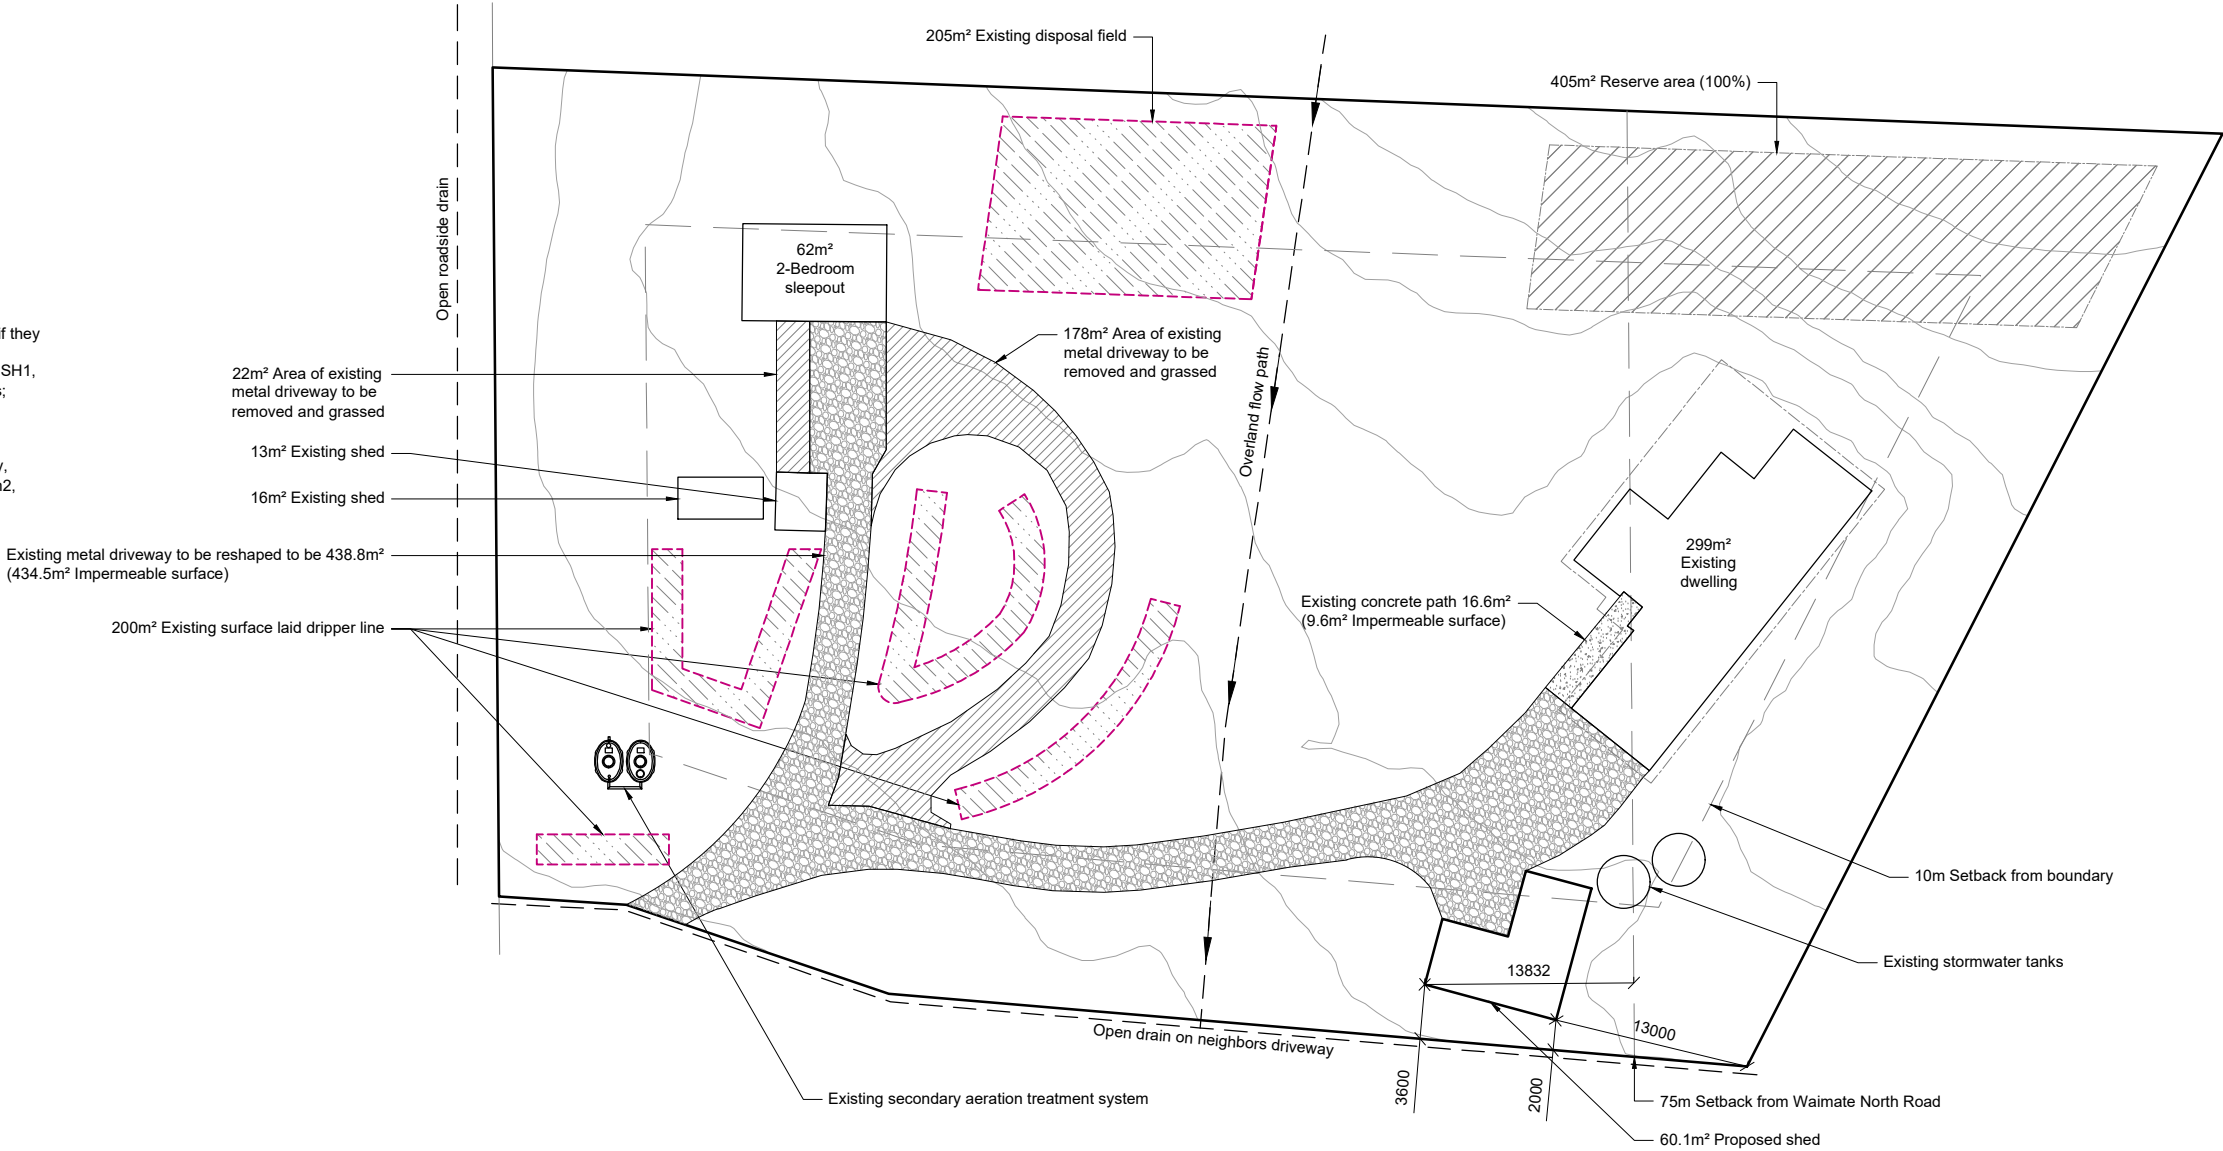 205m² Existing disposal field
405m² Reserve area (100%)
Open roadside drain
62m²
2-Bedroom
sleepout
if they
SH1,
s;
22m² Area of existing
metal driveway to be
removed and grassed
178m² Area of existing
metal driveway to be
removed and grassed
Overland flow path
13m² Existing shed
16m² Existing shed
Existing metal driveway to be reshaped to be 438.8m²
(434.5m² Impermeable surface)
299m²
Existing
dwelling
Existing concrete path 16.6m²
(9.6m² Impermeable surface)
200m² Existing surface laid dripper line
10m Setback from boundary
Existing stormwater tanks
13832
13000
Open drain on neighbors driveway
3600
2000
Existing secondary aeration treatment system
75m Setback from Waimate North Road
60.1m² Proposed shed